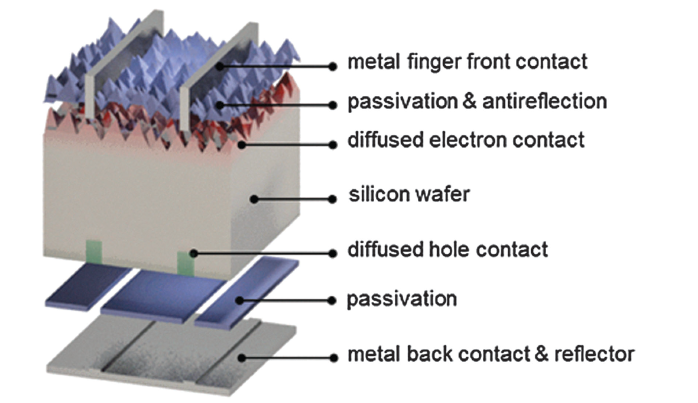 metal finger front contact
passivation & antireflection
diffused electron contact
silicon wafer
diffused hole contact
passivation
metal back contact & reflector